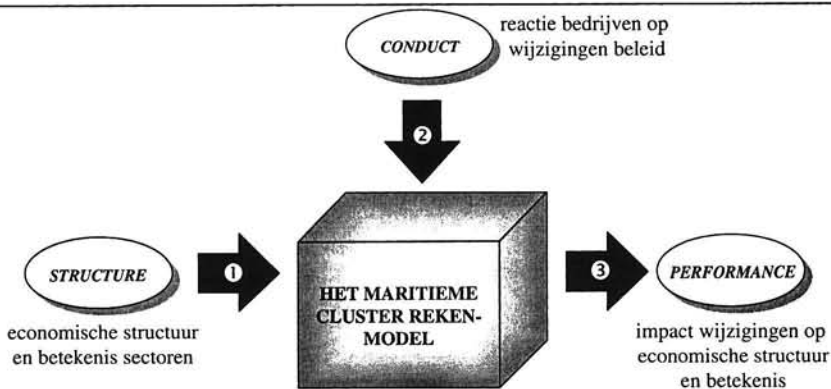 CONDUCT
reactie bedrijven op
wijzigingen beleid
2
STRUCTURE
economische structuur
en betekenis sectoren
1
HET MARITIEME
CLUSTER REKEN-
MODEL
3
PERFORMANCE
impact wijzigingen op
economische structuur
en betekenis